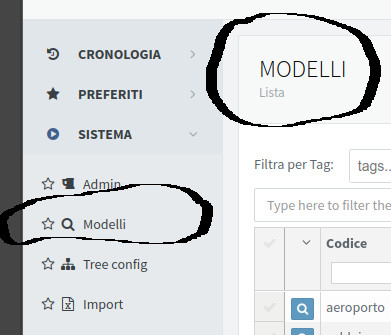 CRONOLOGIA
PREFERITI
SISTEMA
Admin
Modelli
Tree config
Import
MODELLI
Lista
Filtra per Tag:
tags..
Type here to filter the
Codice
aeroporto